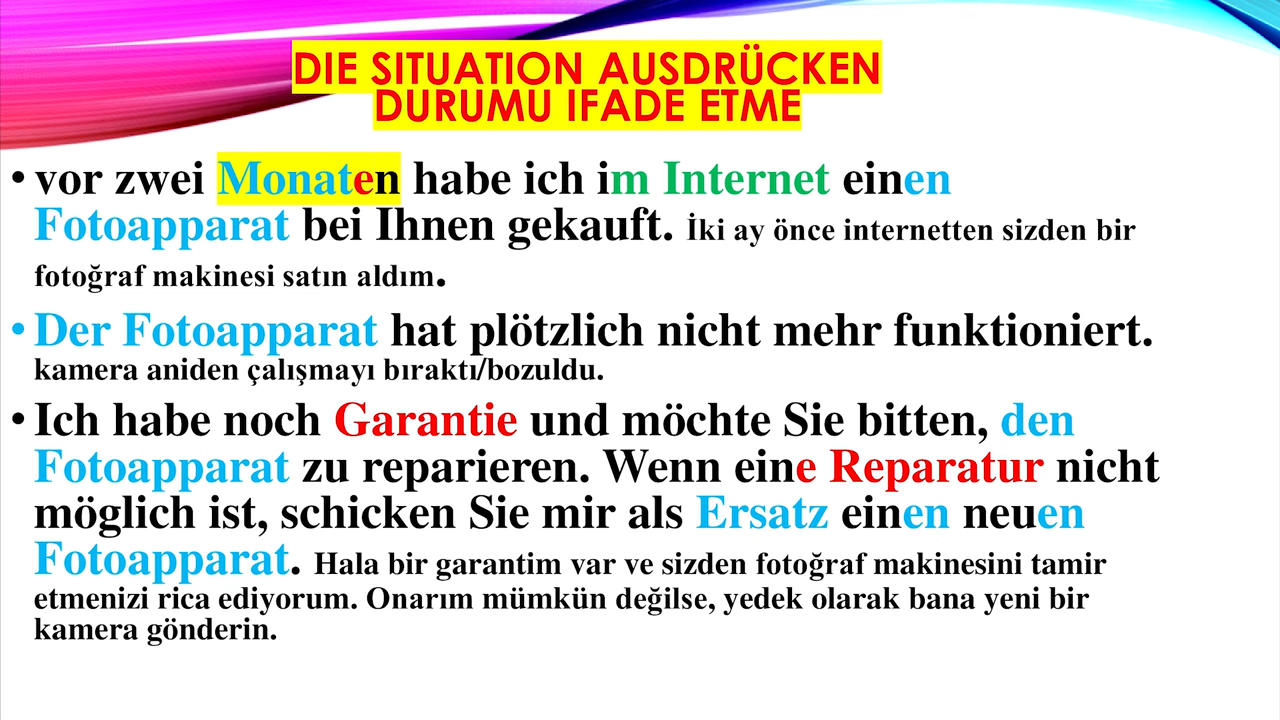 DIE SITUATION AUSDRÜCKEN
DURUMU IFADE ETME
• vor zwei Monaten habe ich im Internet einen
Fotoapparat bei Ihnen gekauft. İki ay önce internetten sizden bir
fotoğraf makinesi satın aldım.
• Der Fotoapparat hat plötzlich nicht mehr funktioniert.
kamera aniden çalışmayı bıraktı/bozuldu.
• Ich habe noch Garantie und möchte Sie bitten, den
Fotoapparat zu reparieren. Wenn eine Reparatur nicht
möglich ist, schicken Sie mir als Ersatz einen neuen
Fotoapparat. Hala bir garantim var ve sizden fotoğraf makinesini tamir
etmenizi rica ediyorum. Onarım mümkün değilse, yedek olarak bana yeni bir
kamera gönderin.